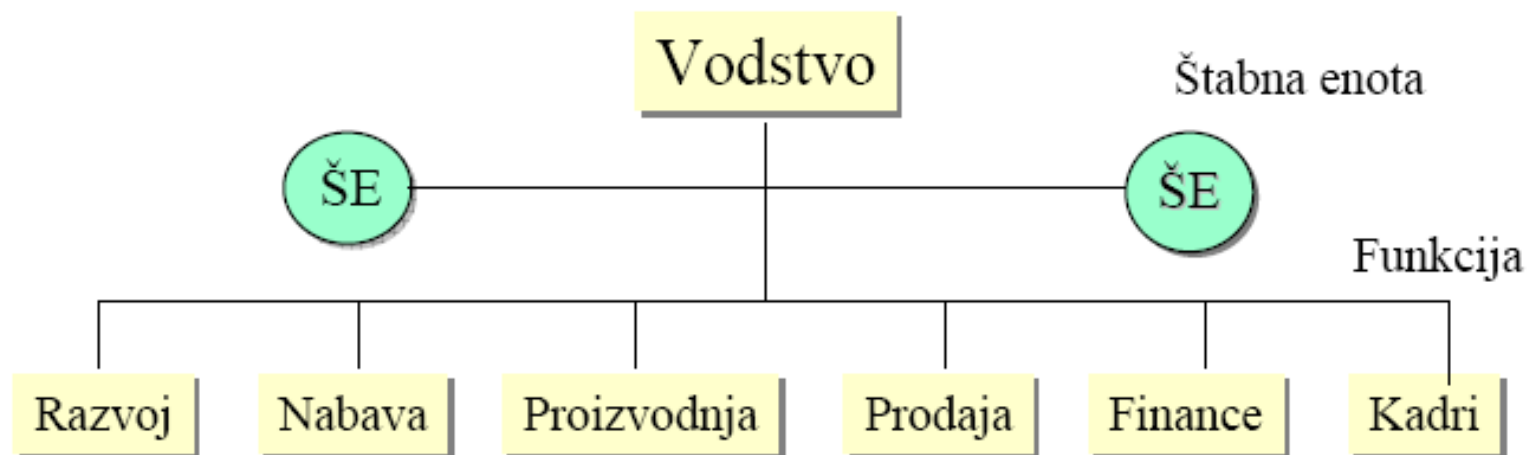 Vodstvo
Štabna enota
ŠE
ŠE
Funkcija
Razvoj
Nabava
Proizvodnja
Prodaja
Finance
Kadri